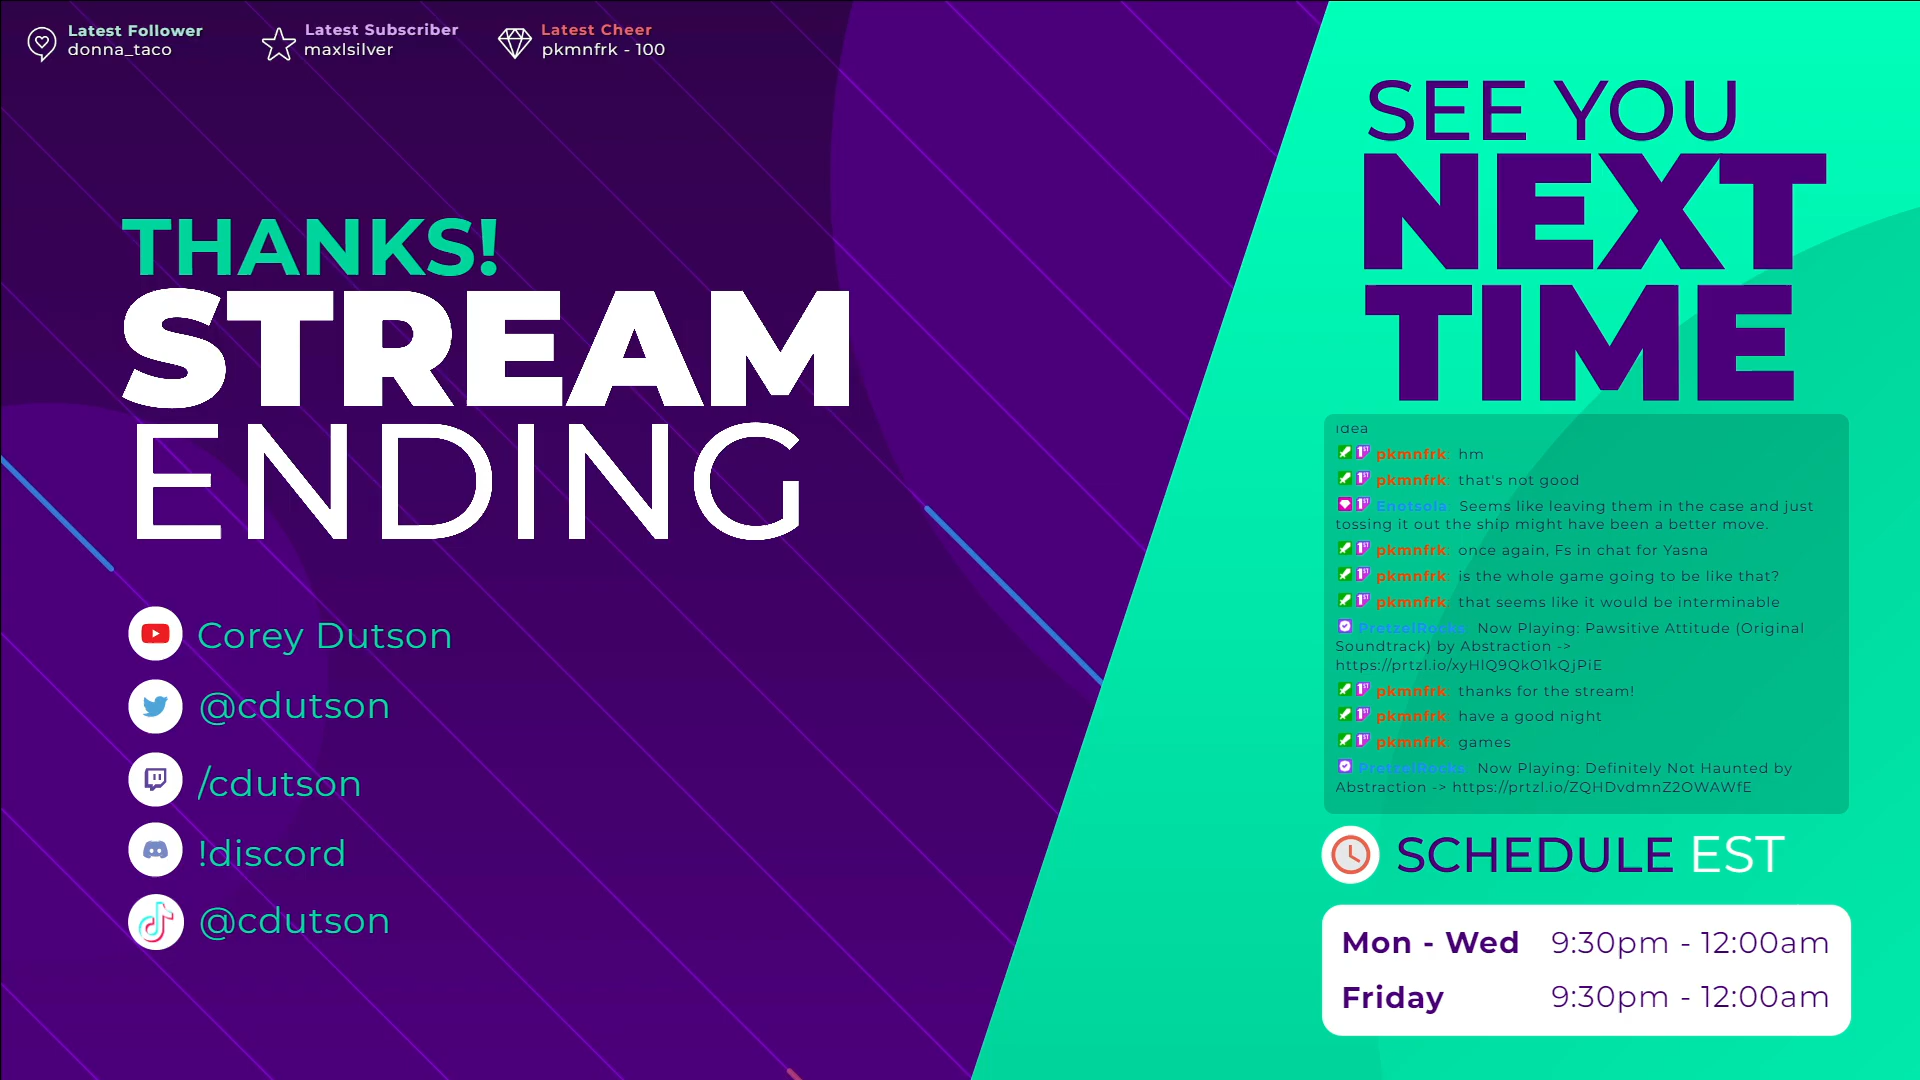 Latest Follower
donna_taco
Latest Subscriber
maxlsilver
Latest Cheer
pkmnfrk - 100
THANKS!
STREAM
ENDING
Corey Dutson
@cdutson
/cdutson
!discord
@cdutson
SEE YOU
NEXT
TIME
idea
pkmnfrk: hm
pkmnfrk: that's not good
Enotsola: Seems like leaving them in the case and just
tossing it out the ship might have been a better move.
pkmnfrk: once again, Fs in chat for Yasna
pkmnfrk: is the whole game going to be like that?
pkmnfrk: that seems like it would be interminable
PretzelRocks: Now Playing: Pawsitive Attitude (Original
Soundtrack) by Abstraction ->
https://prtzl.io/xyHlQ9QkO1kQjPiE
pkmnfrk: thanks for the stream!
pkmnfrk: have a good night
pkmnfrk: games
PretzelRocks: Now Playing: Definitely Not Haunted by
Abstraction -> https://prtzl.io/ZQHDvdmnZ2OWAWfE
SCHEDULE EST
Mon - Wed 9:30pm - 12:00am
Friday 9:30pm - 12:00am